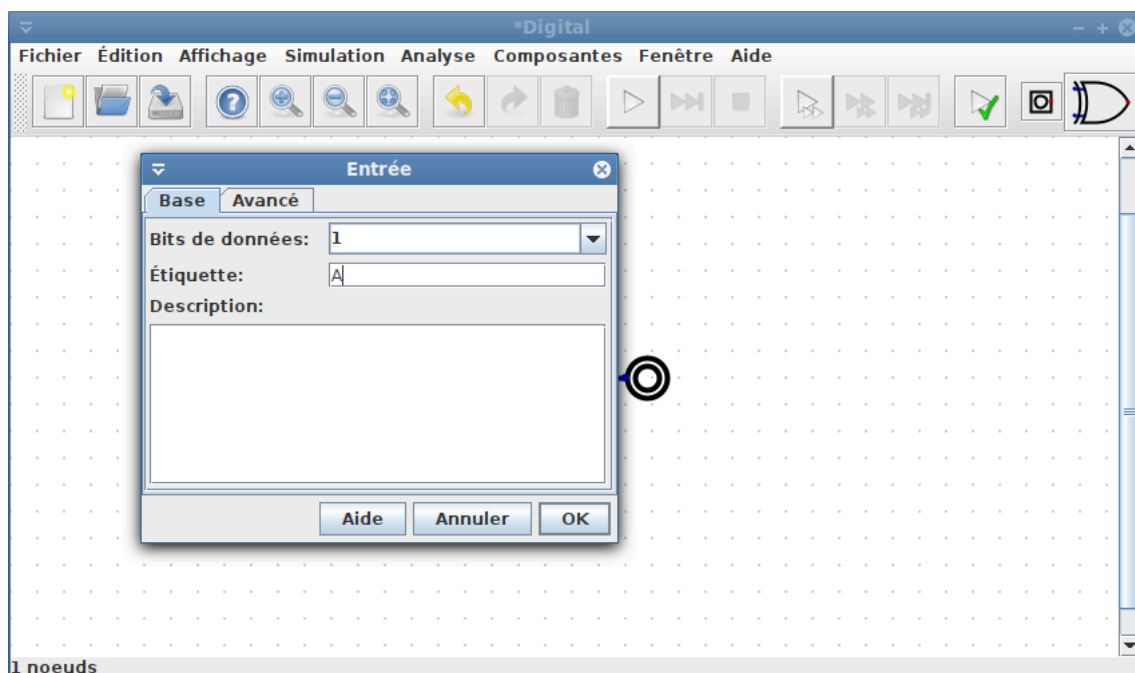 *Digital
Fichier Édition Affichage Simulation Analyse Composantes Fenêtre Aide
Entrée
Base Avancé
Bits de données: 1
Étiquette: A
Description:
Aide Annuler OK
1 noeuds